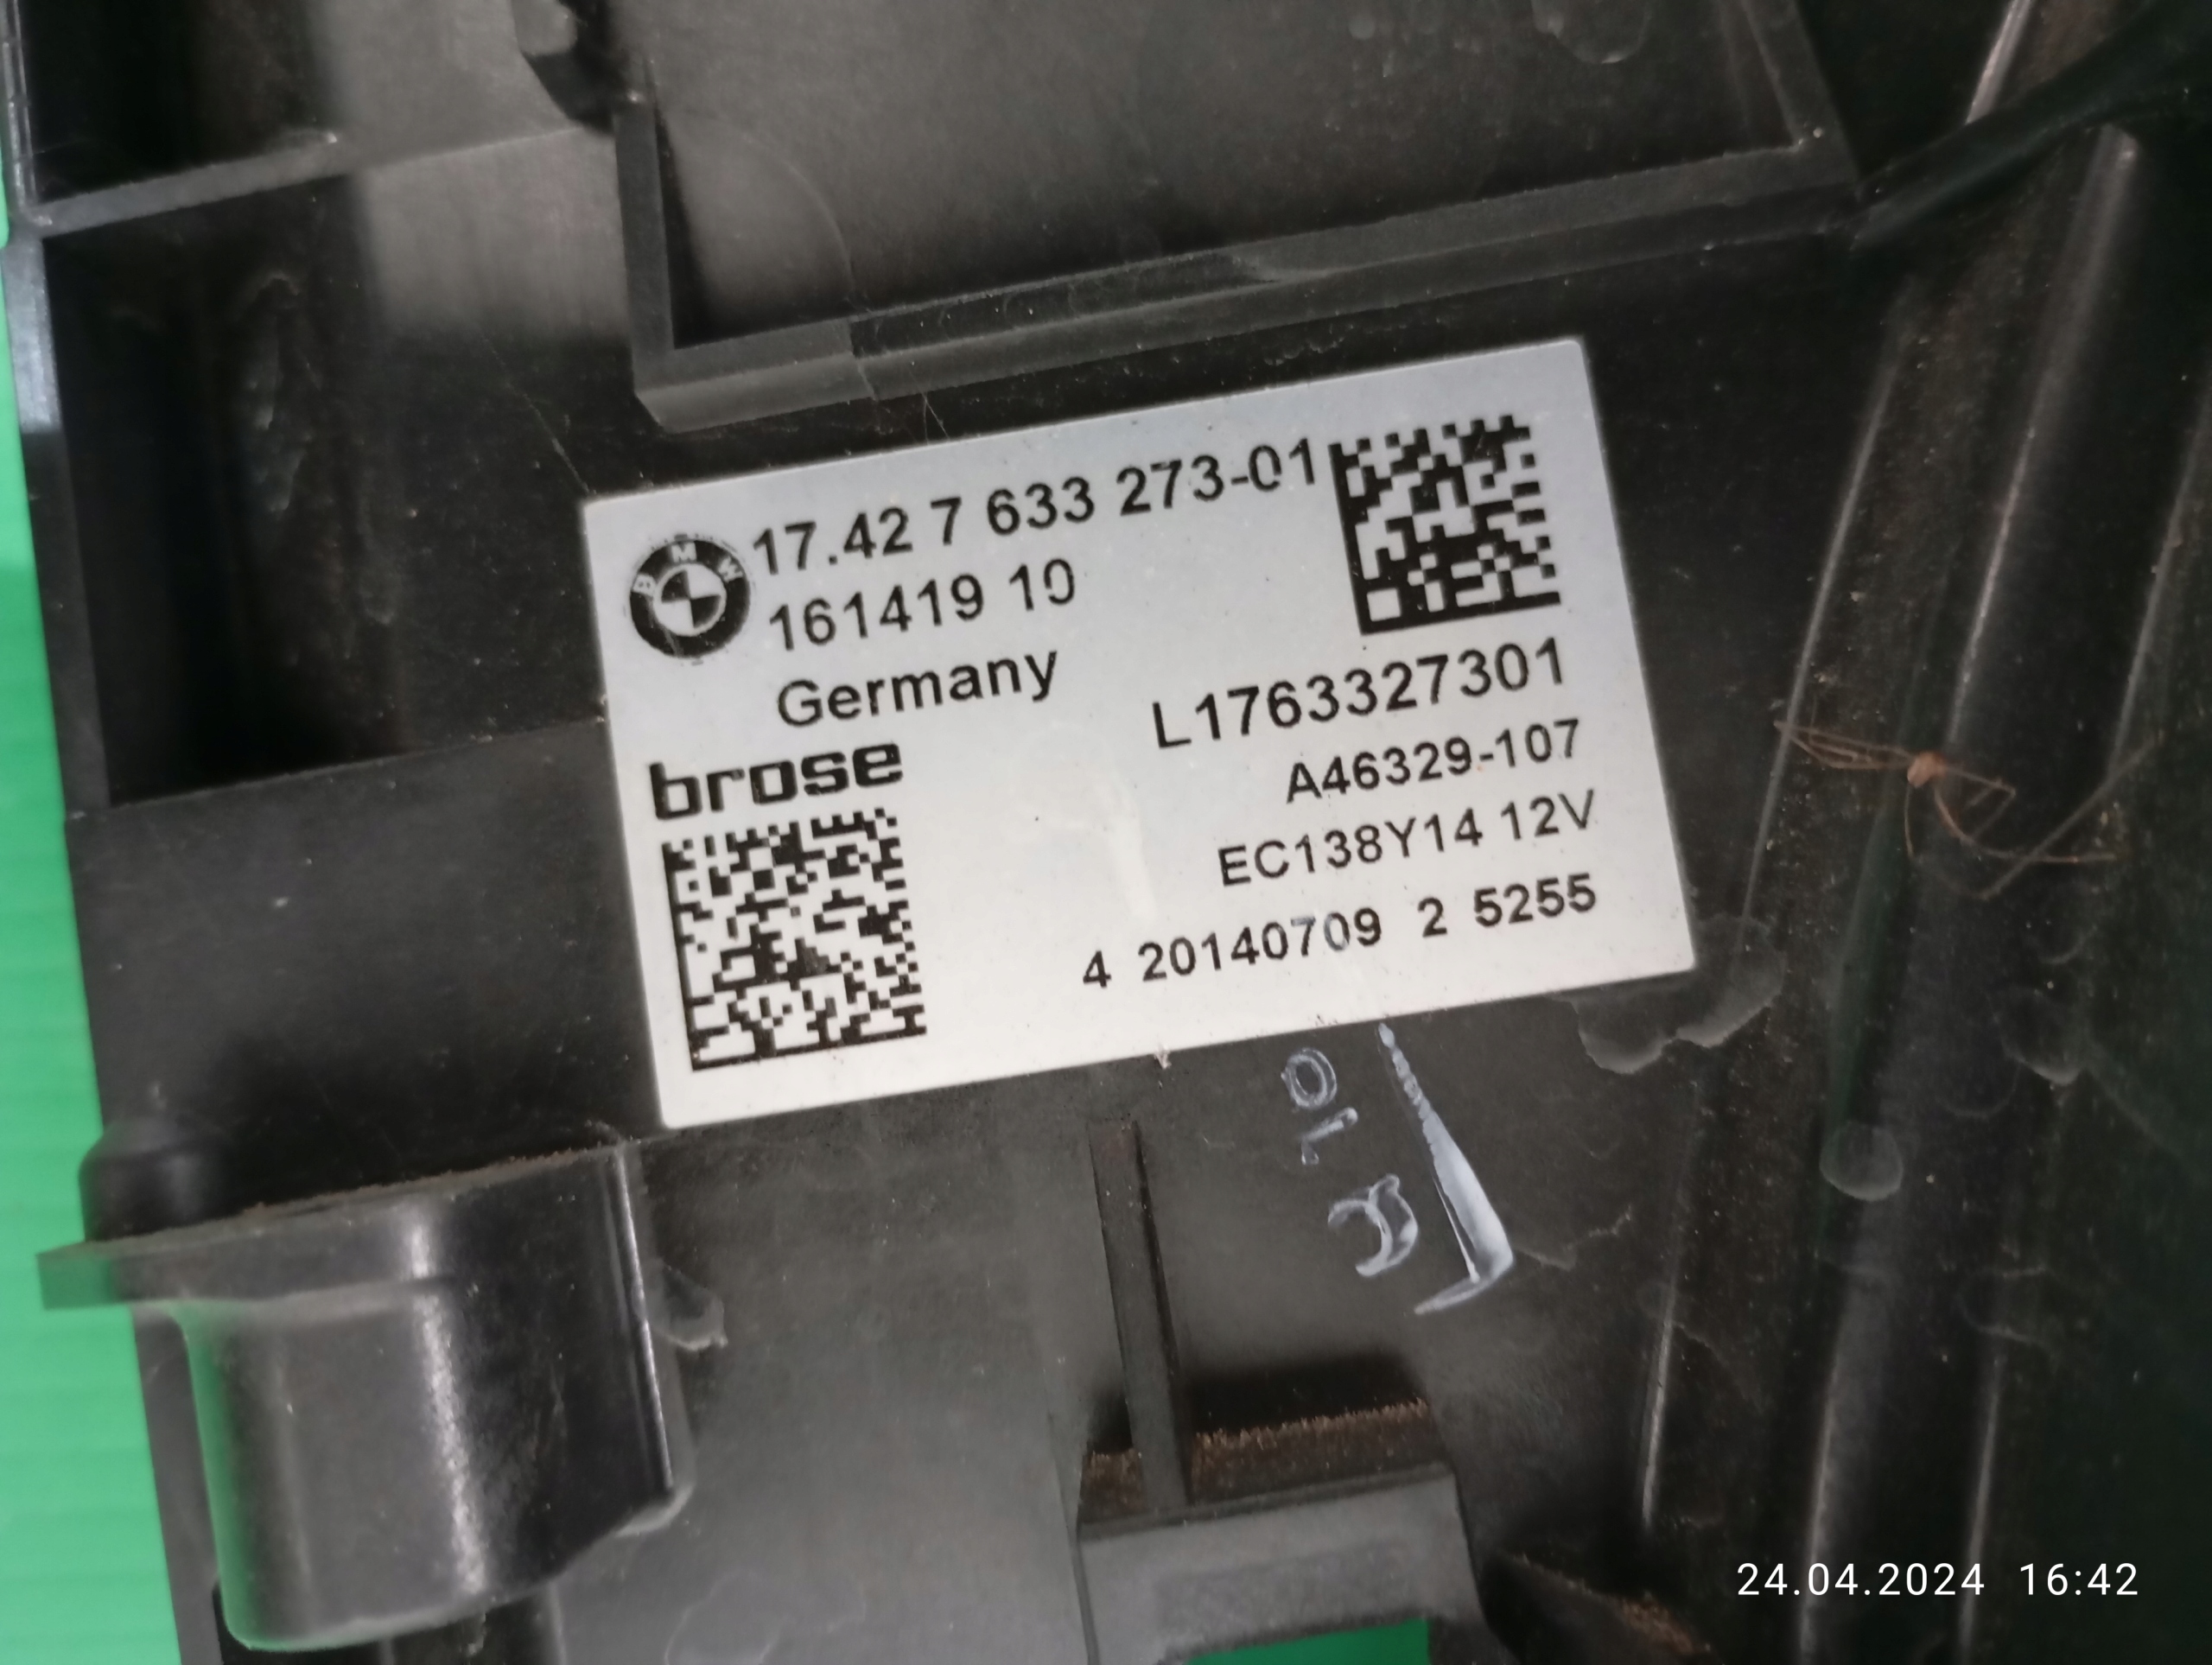 BMW
17.42 7 633 273-01
161419 10
Germany
L1763327301
brose
A46329-107
EC138Y14 12V
4 20140709 2 5255
24.04.2024 16:42